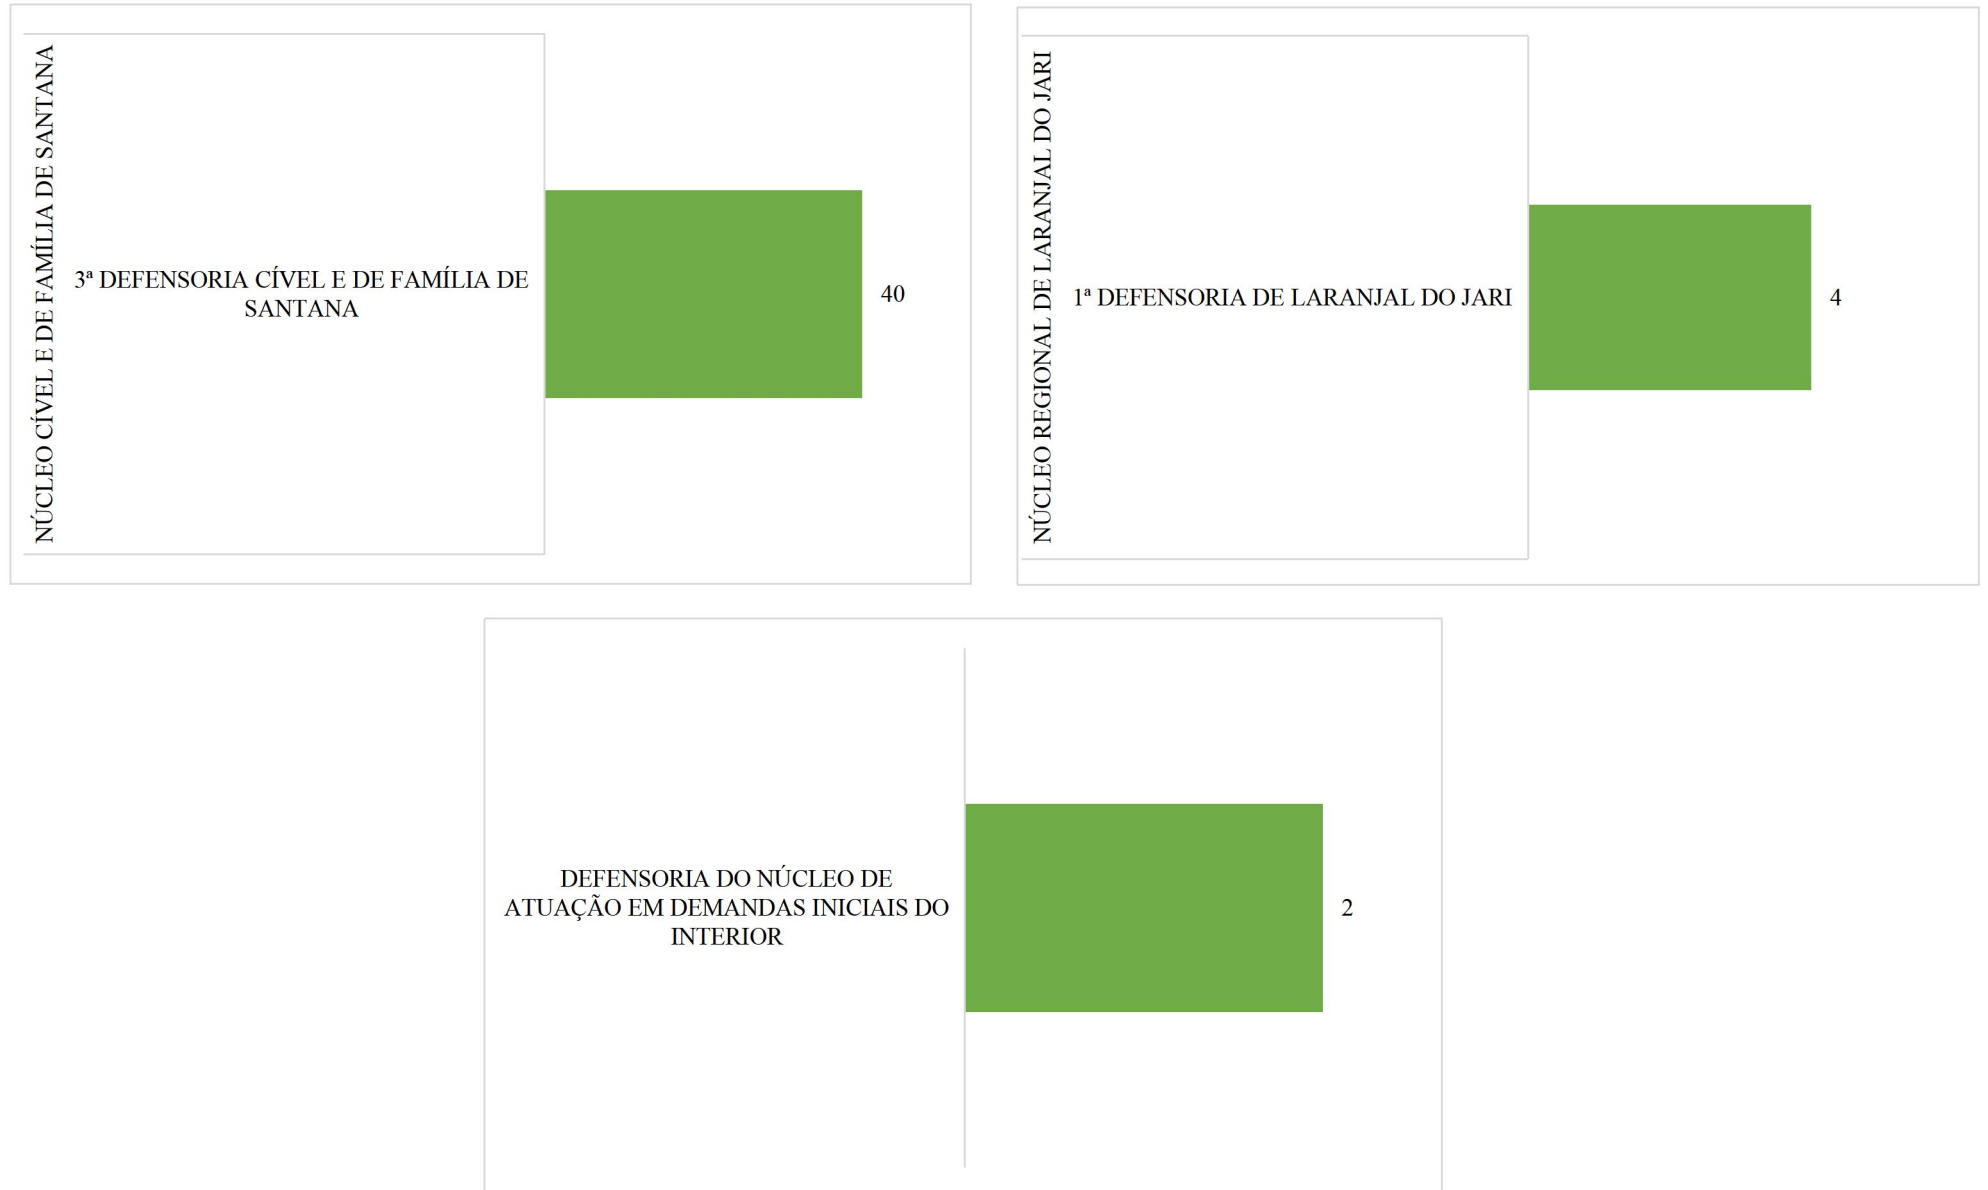 NÚCLEO CÍVEL E DE FAMÍLIA DE SANTANA
3ª DEFENSORIA CÍVEL E DE FAMÍLIA DE
SANTANA
40
NÚCLEO REGIONAL DE LARANJAL DO JARI
1ª DEFENSORIA DE LARANJAL DO JARI
4
DEFENSORIA DO NÚCLEO DE
ATUAÇÃO EM DEMANDAS INICIAIS DO
INTERIOR
2